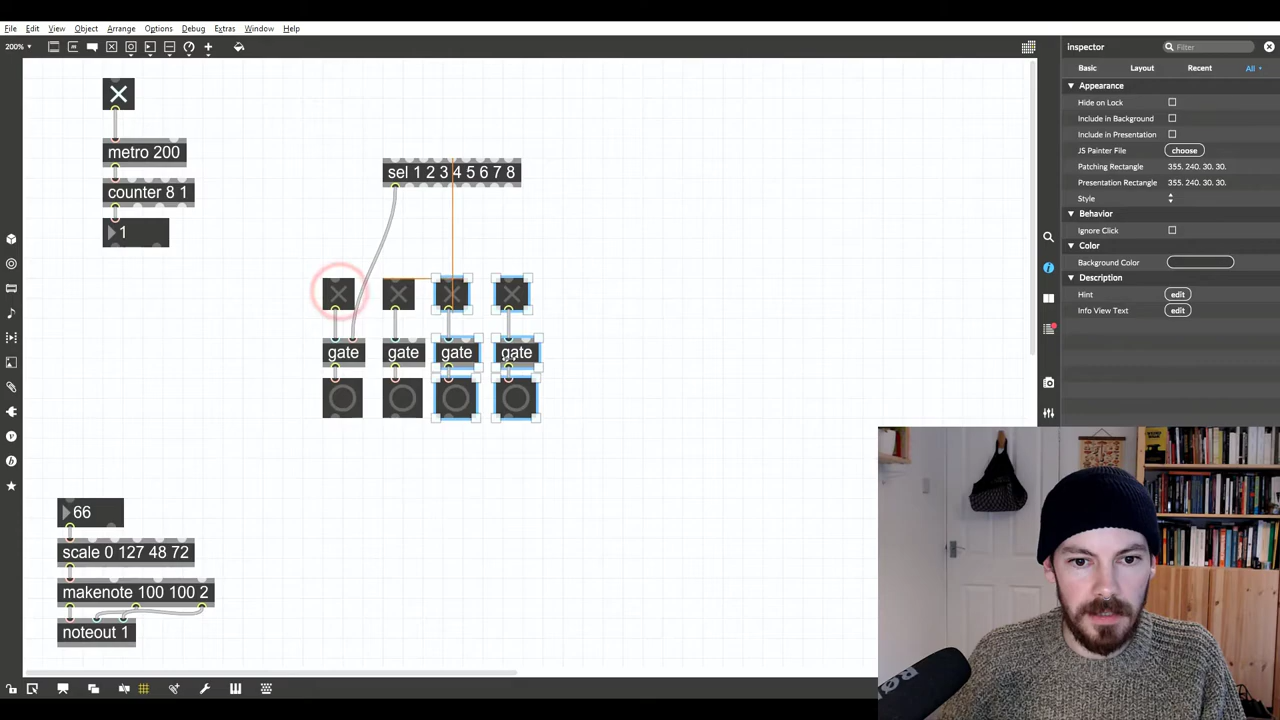 File Edit View Object Arrange Options Debug Extras Window Help
200%
inspector
Filter
Basic Layout Recent All
Appearance
Hide on Lock
Include in Background
Include in Presentation
JS Painter File choose
Patching Rectangle 355. 240. 30. 30.
Presentation Rectangle 355. 240. 30. 30.
Style
Behavior
Ignore Click
Color
Background Color
Description
Hint edit
Info View Text edit
metro 200
counter 8 1
1
sel 1 2 3 4 5 6 7 8
gate gate gate gate
66
scale 0 127 48 72
makenote 100 100 2
noteout 1